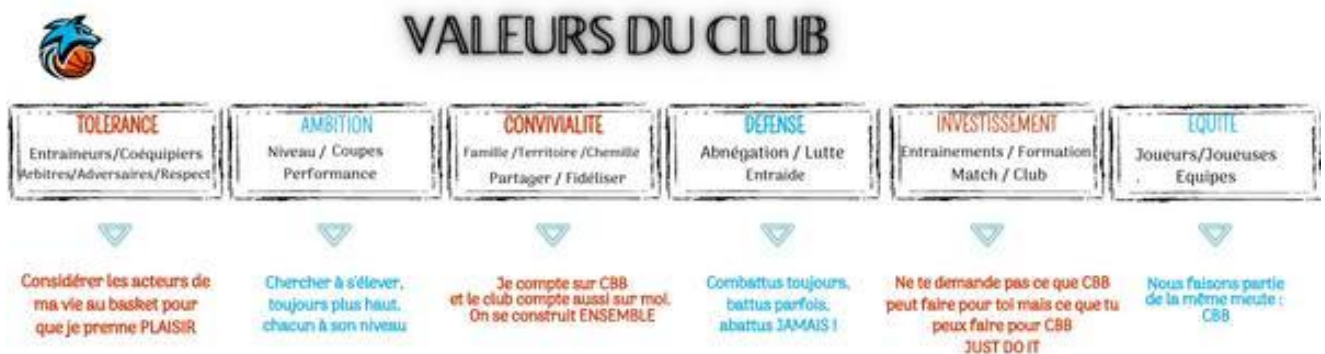 VALEURS DU CLUB
TOLERANCE
Entraineurs/Coéquipiers
Arbitres/Adversaires/Respect
AMBITION
Niveau / Coupes
Performance
CONVIVIALITE
Famille /Territoire /Chemillé
Partager / Fidéliser
DEFENSE
Abnégation / Lutte
Entraide
INVESTISSEMENT
Entrainements / Formation
Match / Club
EQUITE
Joueurs/Joueuses
. Equipes
Considérer les acteurs de
ma vie au basket pour
que je prenne PLAISIR
Chercher à s'élever,
toujours plus haut,
chacun à son niveau
Je compte sur CBB
et le club compte aussi sur moi.
On se construit ENSEMBLE
Combattus toujours,
battus parfois,
abattus JAMAIS !
Ne te demande pas ce que CBB
peut faire pour toi mais ce que tu
peux faire pour CBB
JUST DO IT
Nous faisons partie
de la même meute :
CBB